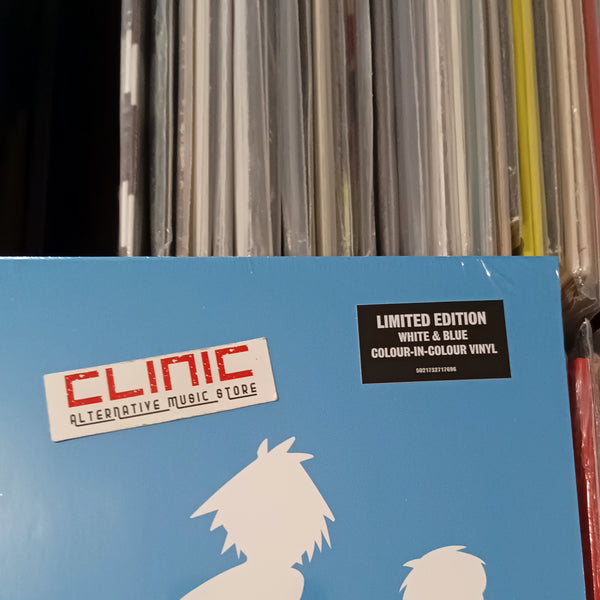 CLINIC
ALTERNATIVE MUSIC STORE
LIMITED EDITION
WHITE & BLUE
COLOUR-IN-COLOUR VINYL
5021732717696